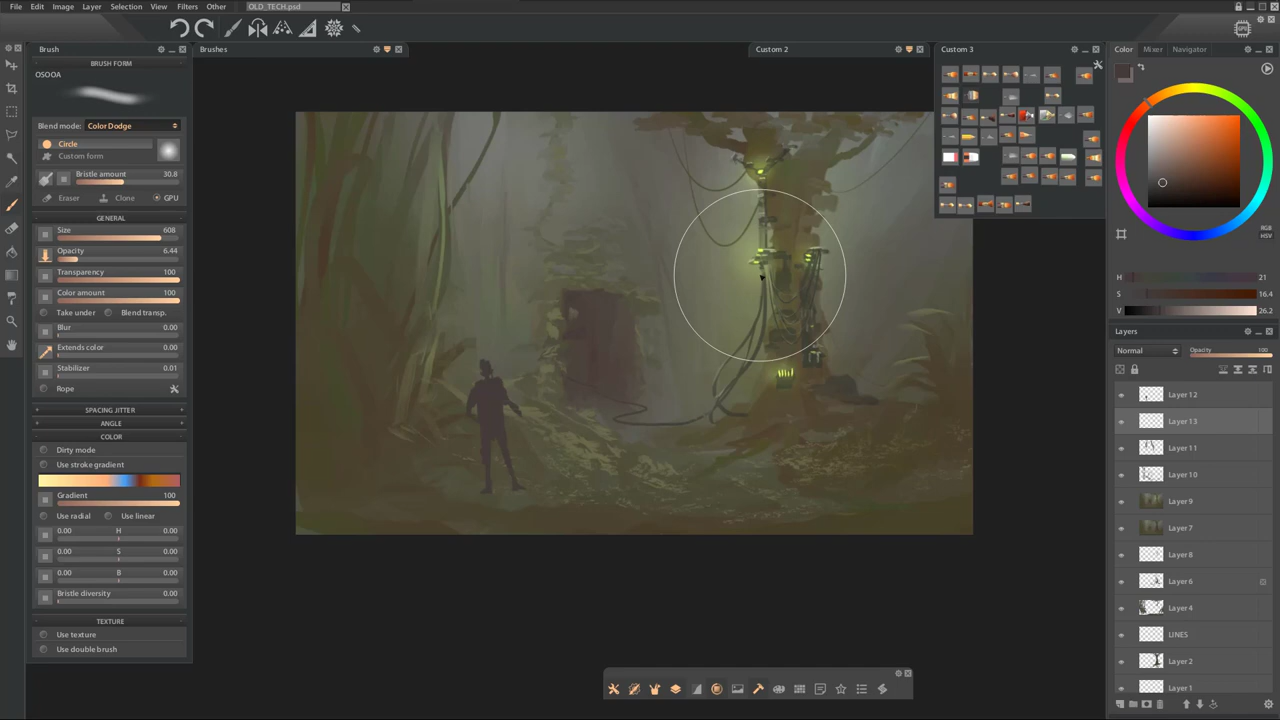 File Edit Image Layer Selection View Filters Other OLD_TECH.psd
Brush
Brushes
Custom 2
Custom 3
Color Mixer Navigator
BRUSH FORM
OSOOA
Blend mode: Color Dodge
Circle
Custom form
Bristle amount 30.8
Eraser Clone GPU
GENERAL
Size 608
Opacity 6.44
Transparency 100
Color amount 100
Take under Blend transp.
Blur 0.00
Extends color 0.00
Stabilizer 0.01
Rope
SPACING JITTER
ANGLE
COLOR
Dirty mode
Use stroke gradient
Gradient 100
Use radial Use linear
0.00 H 0.00
0.00 S 0.00
0.00 B 0.00
Bristle diversity 0.00
TEXTURE
Use texture
Use double brush
RGB
HSV
H 21
S 16.4
V 26.2
Layers
Normal Opacity 100
Layer 12
Layer 13
Layer 11
Layer 10
Layer 9
Layer 7
Layer 8
Layer 6
Layer 4
LINES
Layer 2
Layer 1